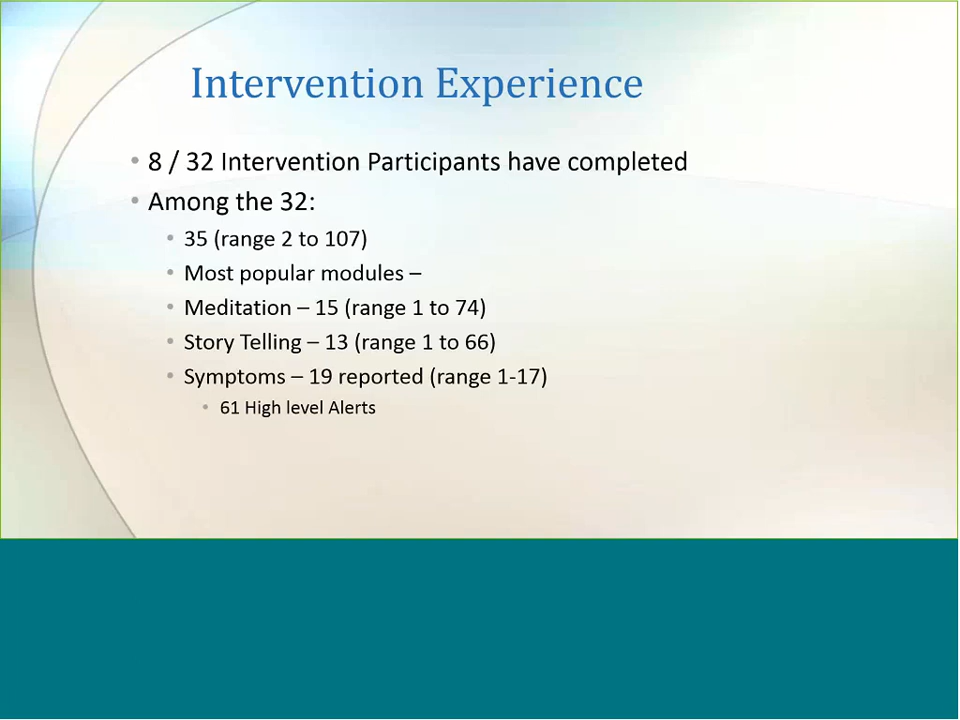 Intervention Experience
• 8 / 32 Intervention Participants have completed
• Among the 32:
• 35 (range 2 to 107)
• Most popular modules –
• Meditation – 15 (range 1 to 74)
• Story Telling – 13 (range 1 to 66)
• Symptoms – 19 reported (range 1-17)
• 61 High level Alerts